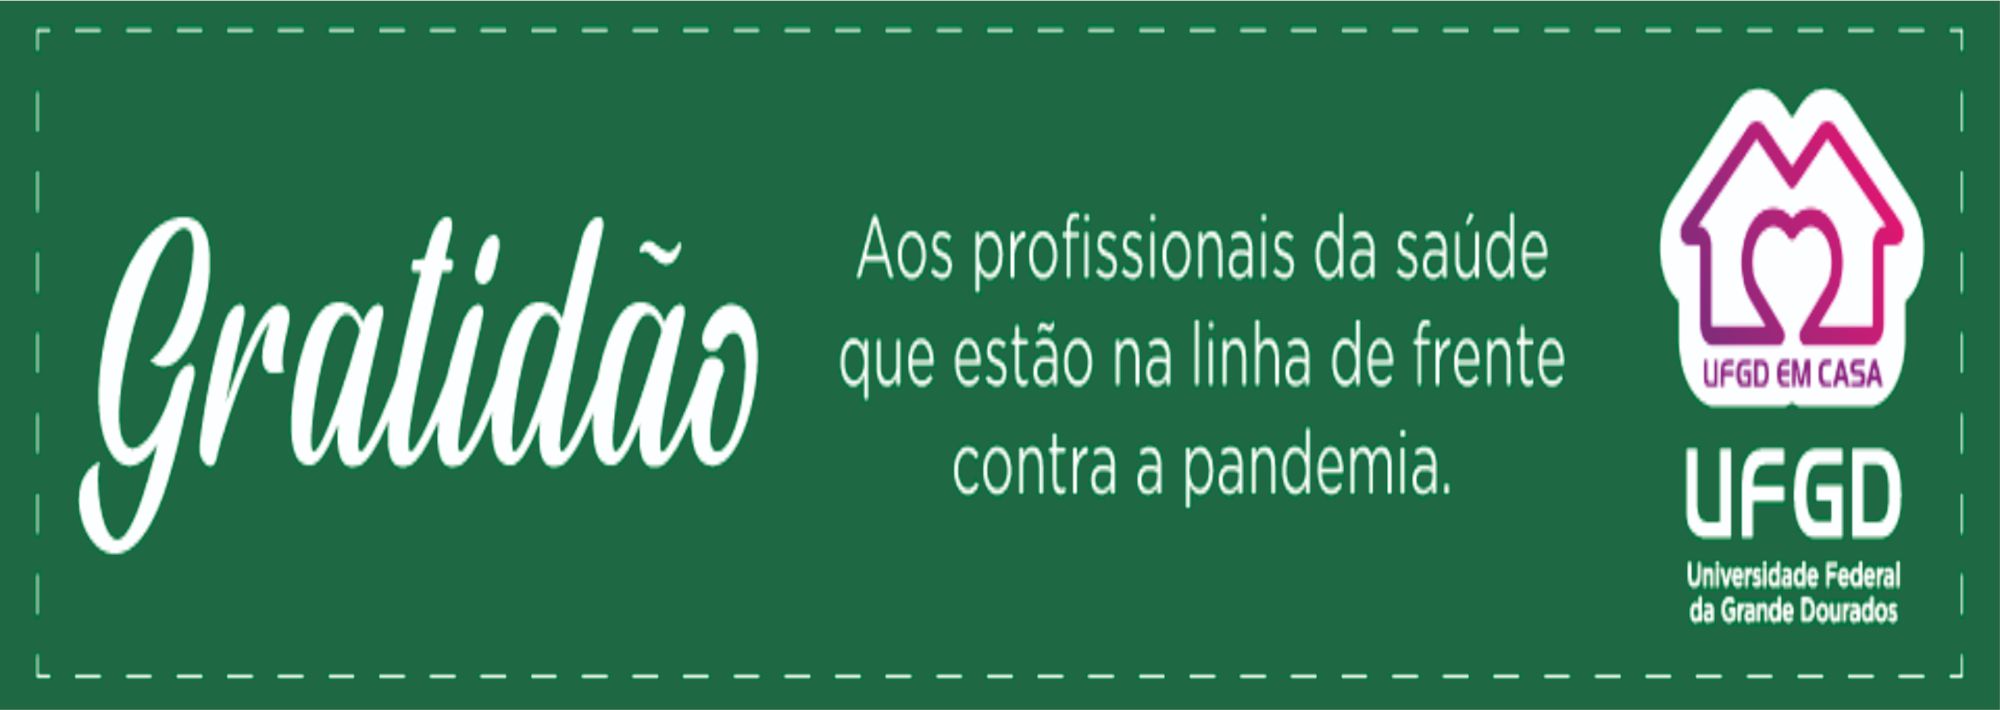 Gratidão
Aos profissionais da saúde
que estão na linha de frente
contra a pandemia.
UFGD EM CASA
UFGD
Universidade Federal
da Grande Dourados